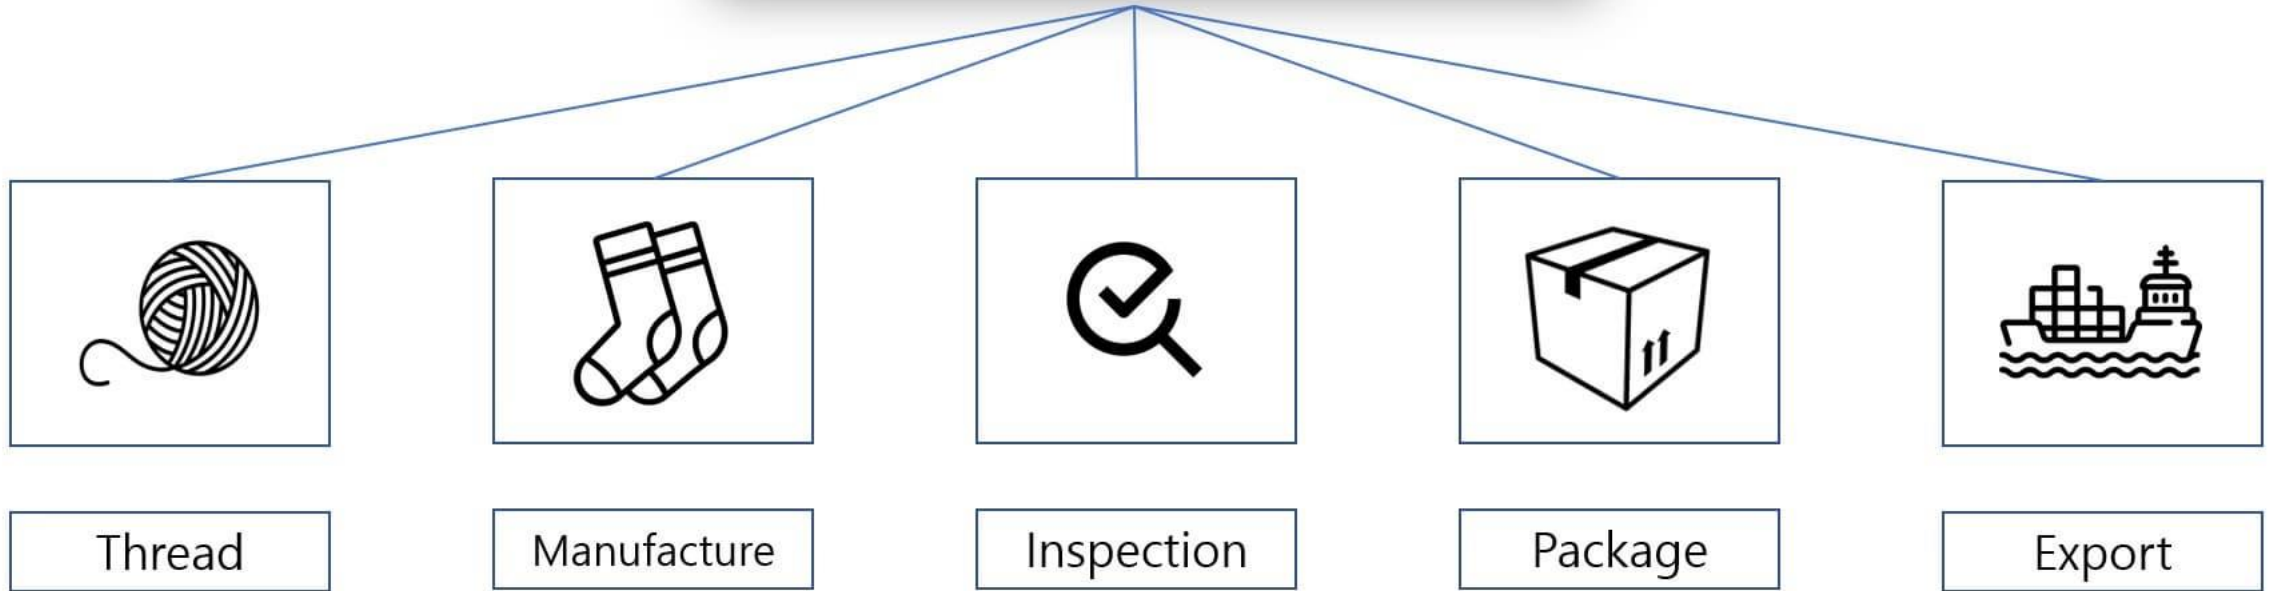 Thread
Manufacture
Inspection
Package
Export